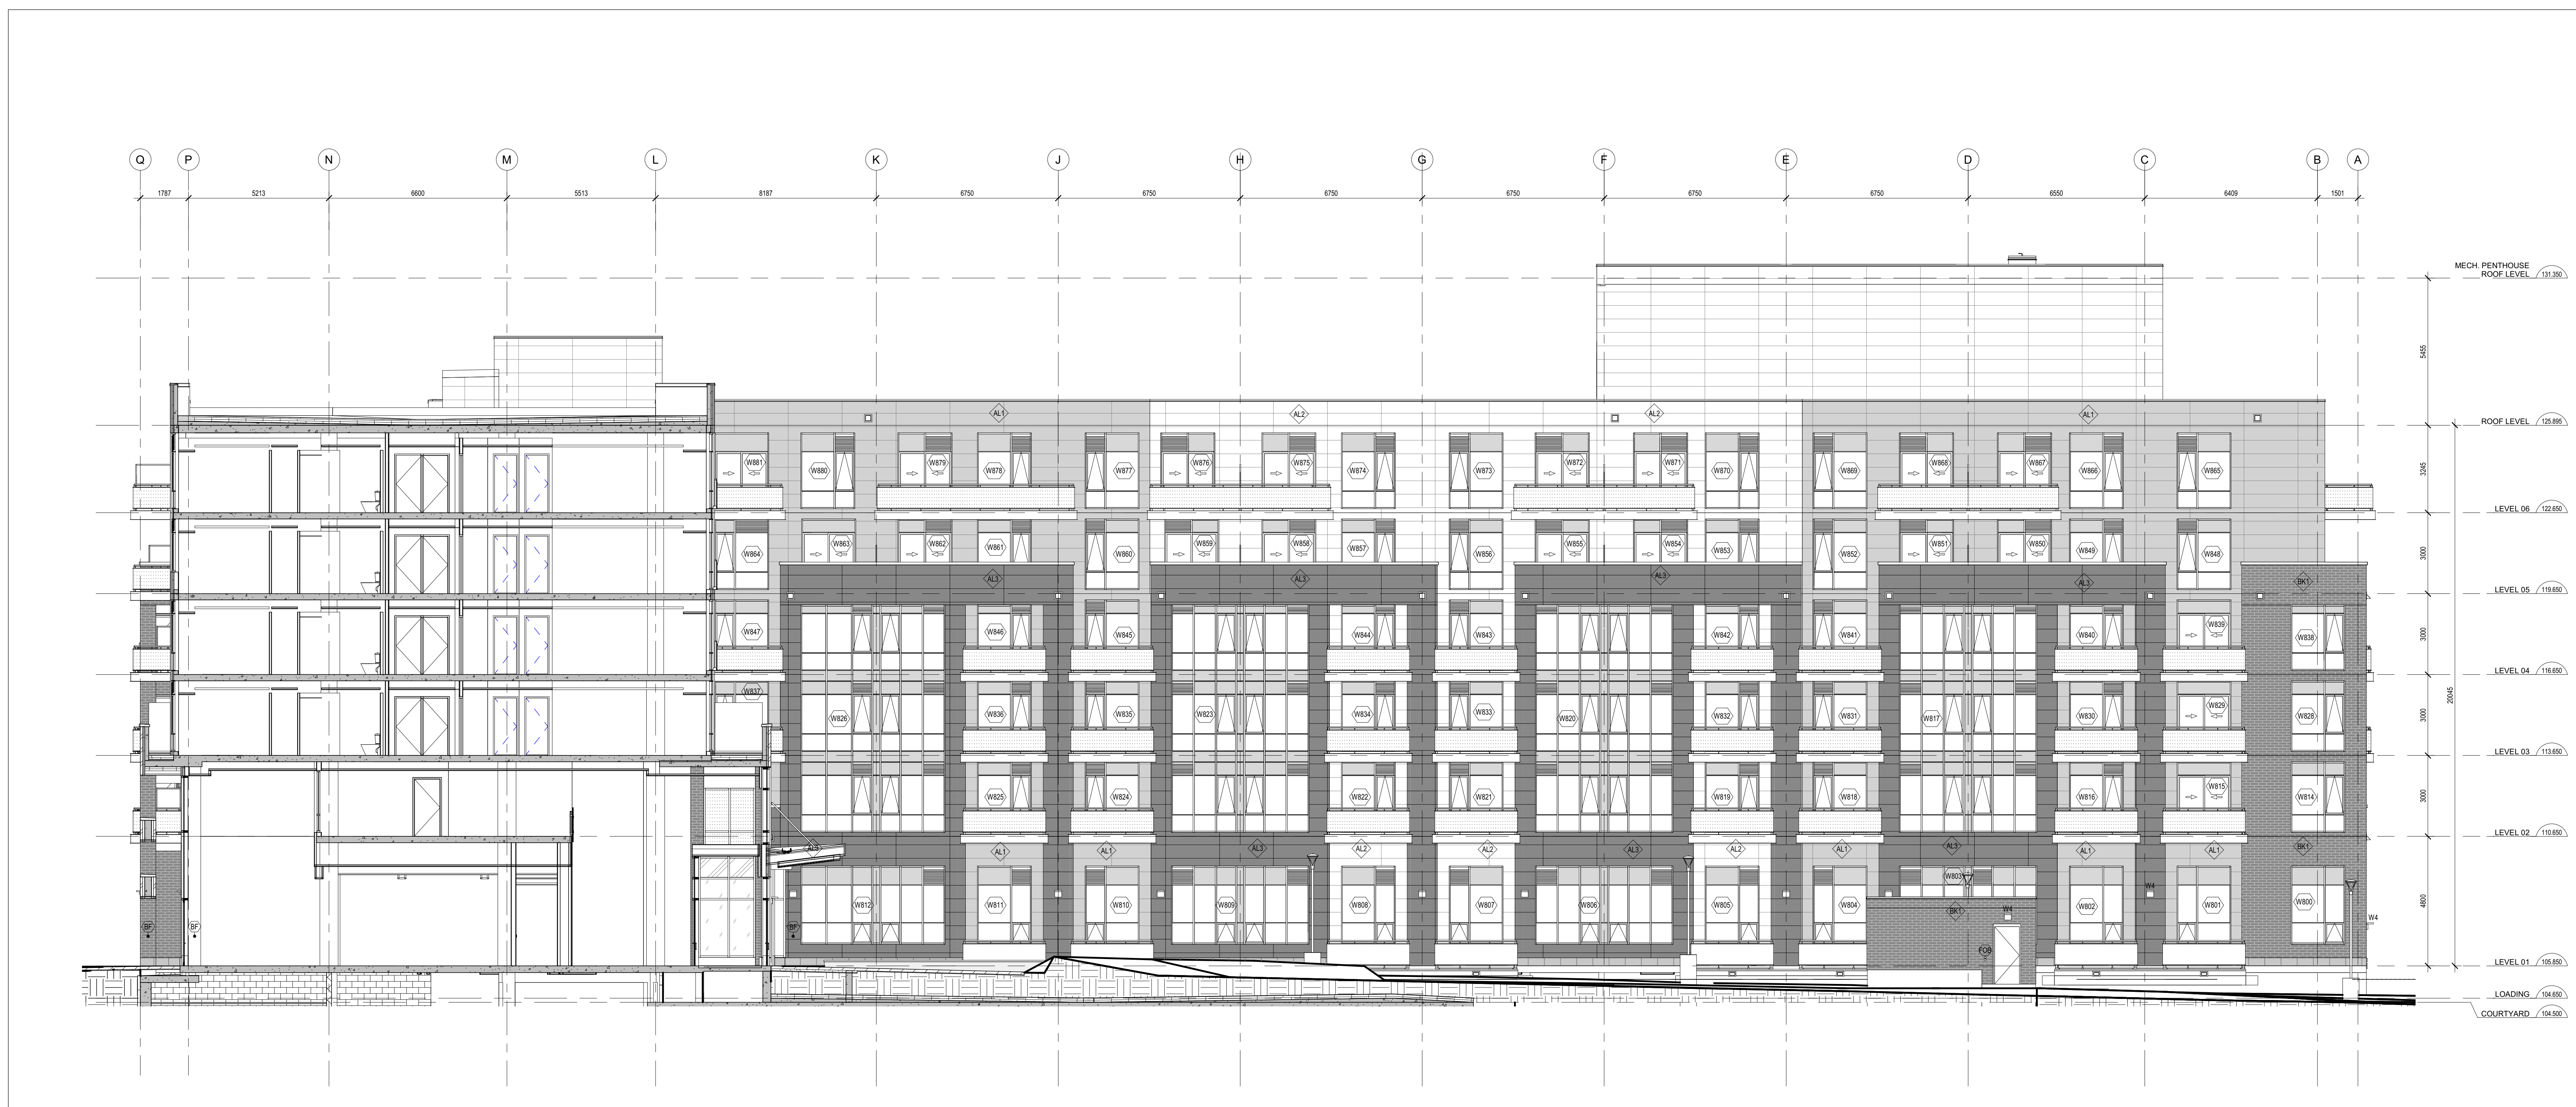 Q P N M L K J H G F E D C B A
1787 5213 6600 5513 8187 6750 6750 6750 6750 6750 6750 6550 6409 1501
MECH. PENTHOUSE
ROOF LEVEL 131.350
5455
AL1 AL2 AL2 AL1
ROOF LEVEL 125.895
W881 W880 W879 W878 W877 W876 W875 W874 W873 W872 W871 W870 W869 W868 W867 W866 W865
3245
LEVEL 06 122.650
W864 W863 W862 W861 W860 W859 W858 W857 W856 W855 W854 W853 W852 W851 W850 W849 W848
3000
AL3 AL3 AL3 AL3 BK1
LEVEL 05 119.650
W847 W846 W845 W844 W843 W842 W841 W840 W839 W838
3000
LEVEL 04 116.650
20045
W837 W826 W836 W835 W823 W834 W833 W820 W832 W831 W817 W830 W829 W828
3000
LEVEL 03 113.650
W825 W824 W822 W821 W819 W818 W816 W815 W814
3000
LEVEL 02 110.650
AL1 AL1 AL3 AL2 AL2 AL3 AL2 AL1 AL3 AL1 AL1 BK1
W812 W811 W810 W809 W808 W807 W806 W805 W804 W803 W802 W801 W800
4800
W4 W4 W4
BK1
BF BF BF
FOB
LEVEL 01 105.850
LOADING 104.650
COURTYARD 104.500